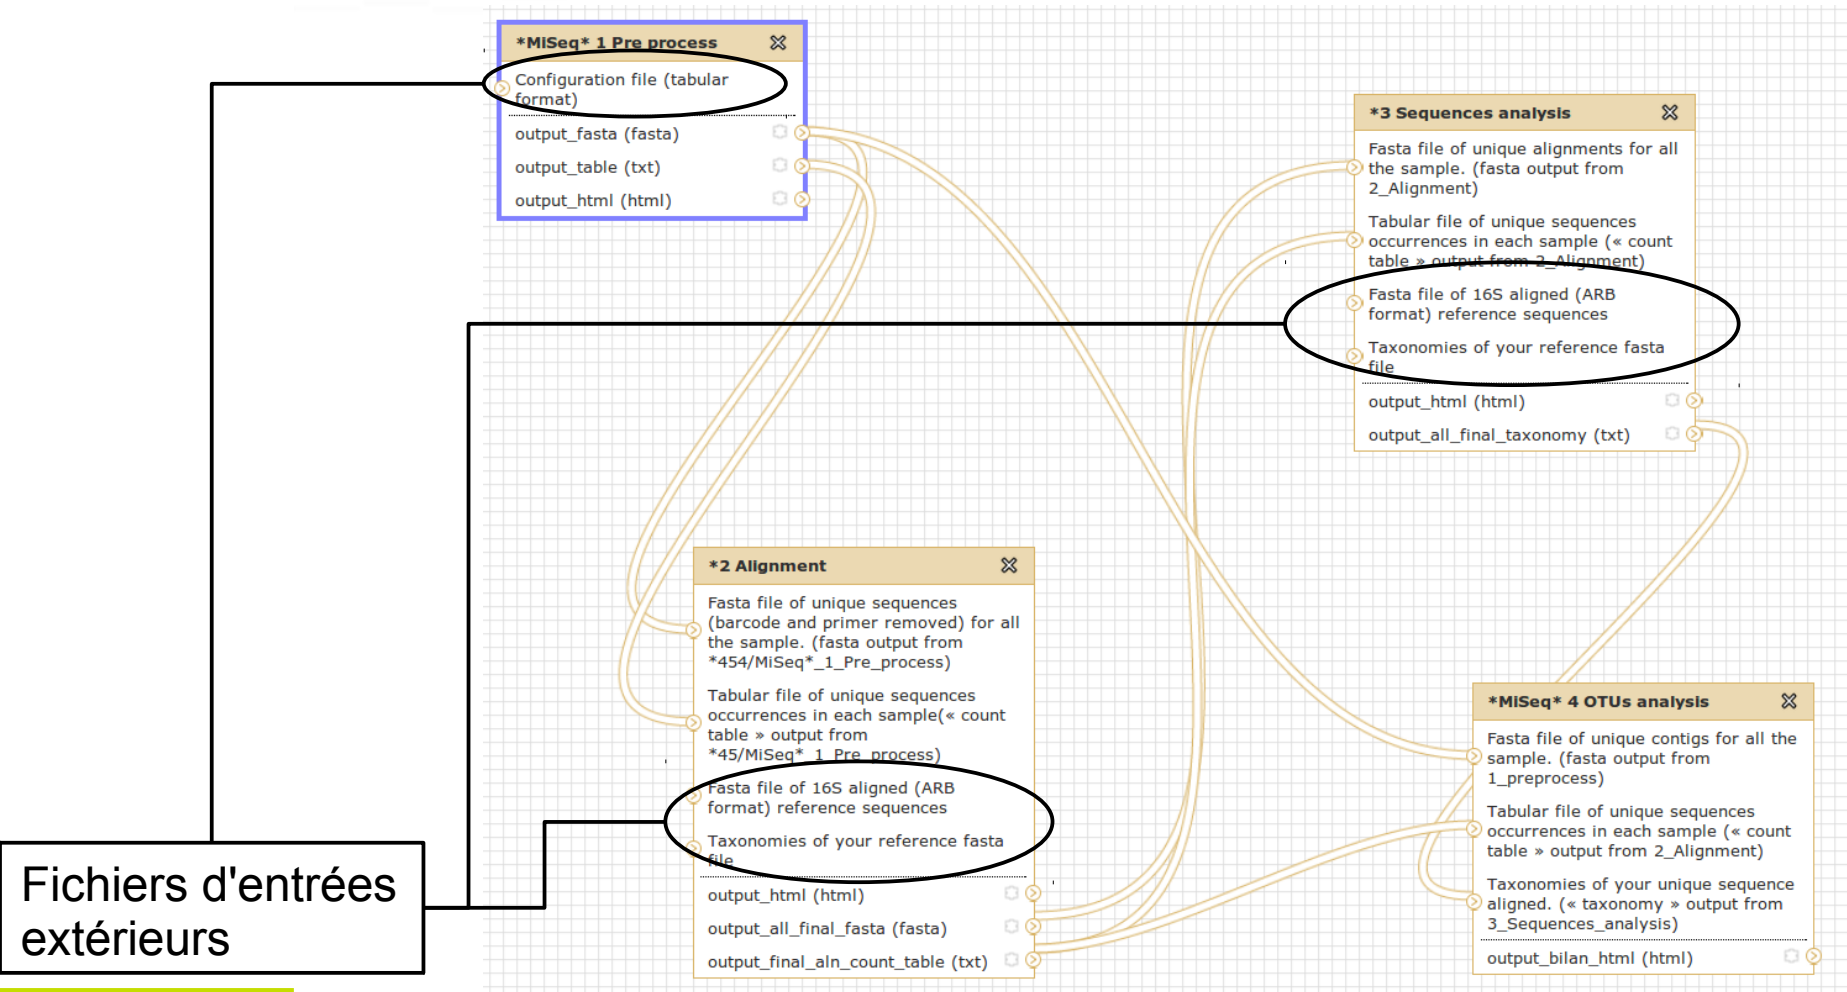 *MiSeq* 1 Pre process
Configuration file (tabular
format)
output_fasta (fasta)
output_table (txt)
output_html (html)
*3 Sequences analysis
Fasta file of unique alignments for all
the sample. (fasta output from
2_Alignment)
Tabular file of unique sequences
occurrences in each sample (« count
table » output from 2_Alignment)
Fasta file of 16S aligned (ARB
format) reference sequences
Taxonomies of your reference fasta
file
output_html (html)
output_all_final_taxonomy (txt)
*2 Alignment
Fasta file of unique sequences
(barcode and primer removed) for all
the sample. (fasta output from
*454/MiSeq*_1_Pre_process)
Tabular file of unique sequences
occurrences in each sample(« count
table » output from
*45/MiSeq*_1_Pre_process)
Fasta file of 16S aligned (ARB
format) reference sequences
Taxonomies of your reference fasta
file
output_html (html)
output_all_final_fasta (fasta)
output_final_aln_count_table (txt)
*MiSeq* 4 OTUs analysis
Fasta file of unique contigs for all the
sample. (fasta output from
1_preprocess)
Tabular file of unique sequences
occurrences in each sample (« count
table » output from 2_Alignment)
Taxonomies of your unique sequence
aligned. (« taxonomy » output from
3_Sequences_analysis)
output_bilan_html (html)
Fichiers d'entrées
extérieurs